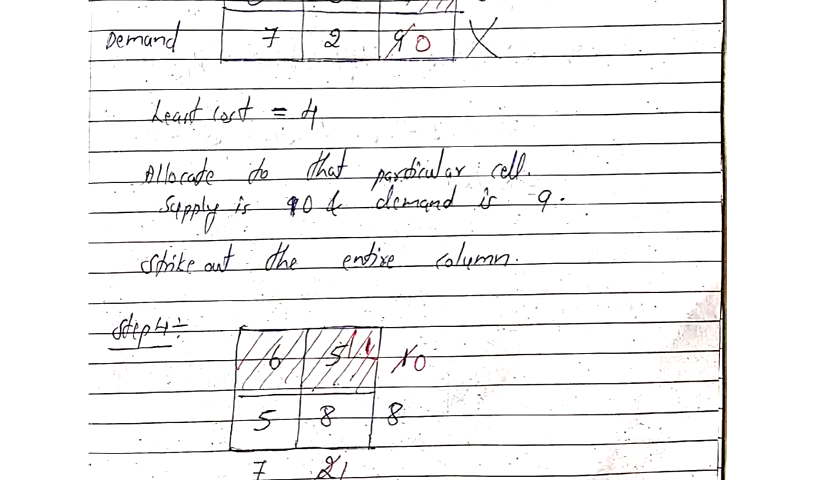 Demand 7 2 9 0 X
Least cost = 4
Allocate to that particular cell.
Supply is 10 & demand is 9.
Strike out the entire column.
Step 4:-
6 5 1 1 0
5 8 8
7 2 1